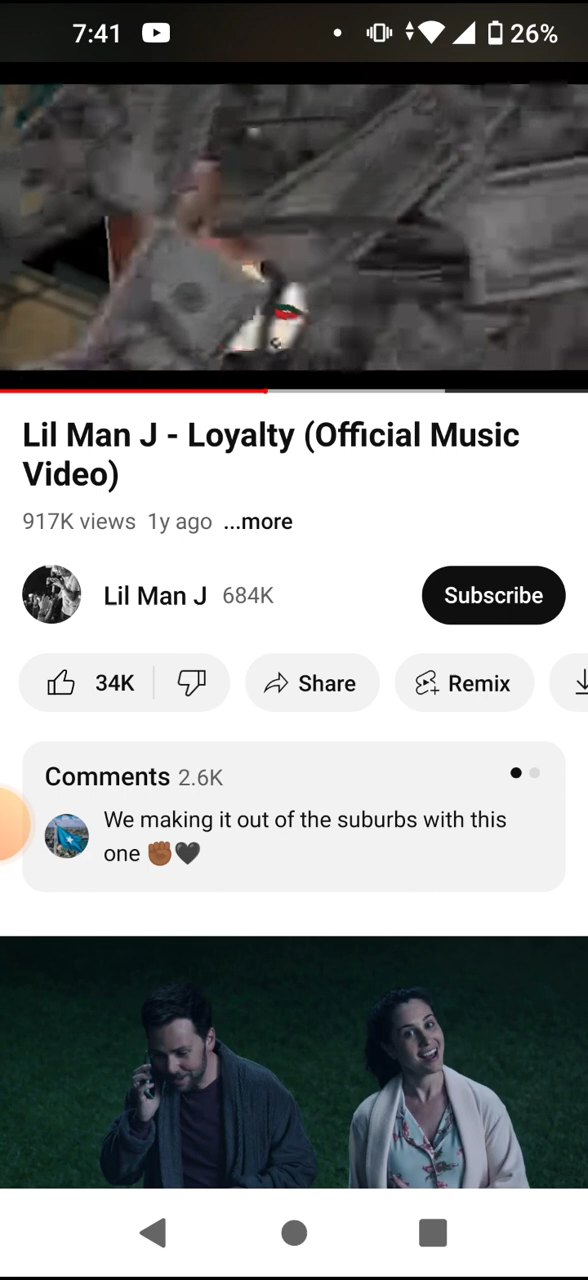 7:41 26%
Lil Man J - Loyalty (Official Music
Video)
917K views 1y ago ...more
Lil Man J 684K Subscribe
34K Share Remix
Comments 2.6K
We making it out of the suburbs with this
one ✊🏾🖤